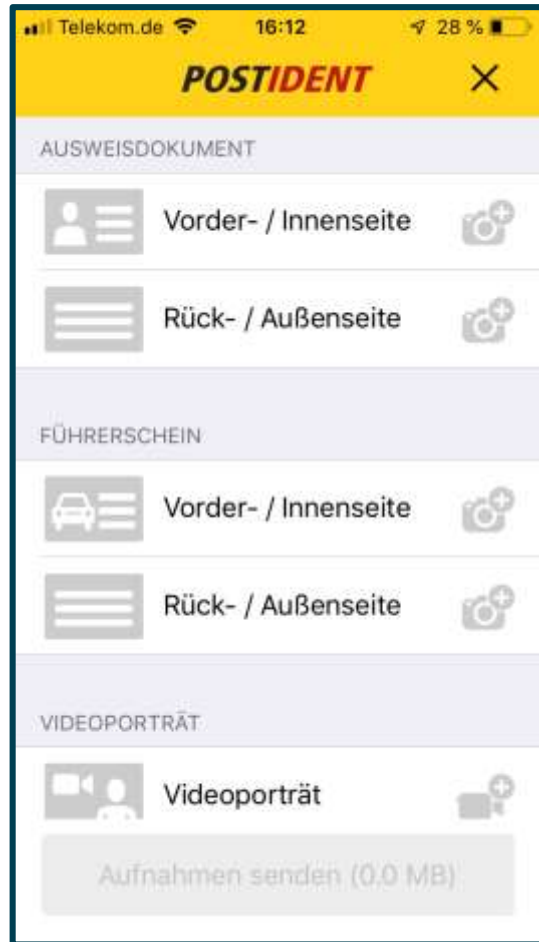 Telekom.de 16:12 28 %
POSTIDENT
AUSWEISDOKUMENT
Vorder- / Innenseite
Rück- / Außenseite
FÜHRERSCHEIN
Vorder- / Innenseite
Rück- / Außenseite
VIDEOPORTRÄT
Videoporträt
Aufnahmen senden (0.0 MB)